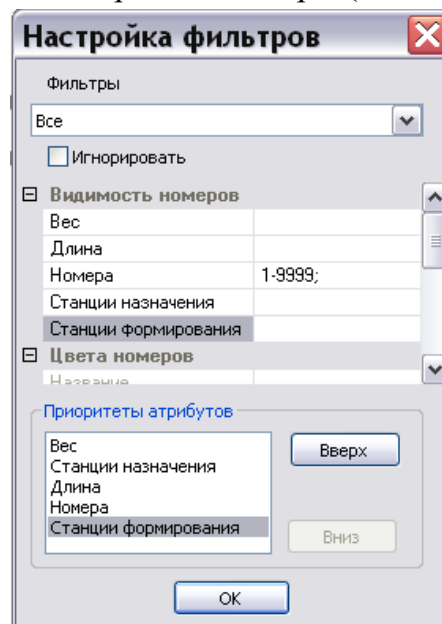 Настройка фильтров
Фильтры
Все
Игнорировать
Видимость номеров
Вес
Длина
Номера 1-9999;
Станции назначения
Станции формирования
Цвета номеров
Название
Приоритеты атрибутов
Вес
Станции назначения
Длина
Номера
Станции формирования
Вверх
Вниз
OK